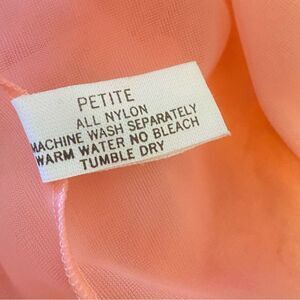 PETITE
ALL NYLON
MACHINE WASH SEPARATELY
WARM WATER NO BLEACH
TUMBLE DRY